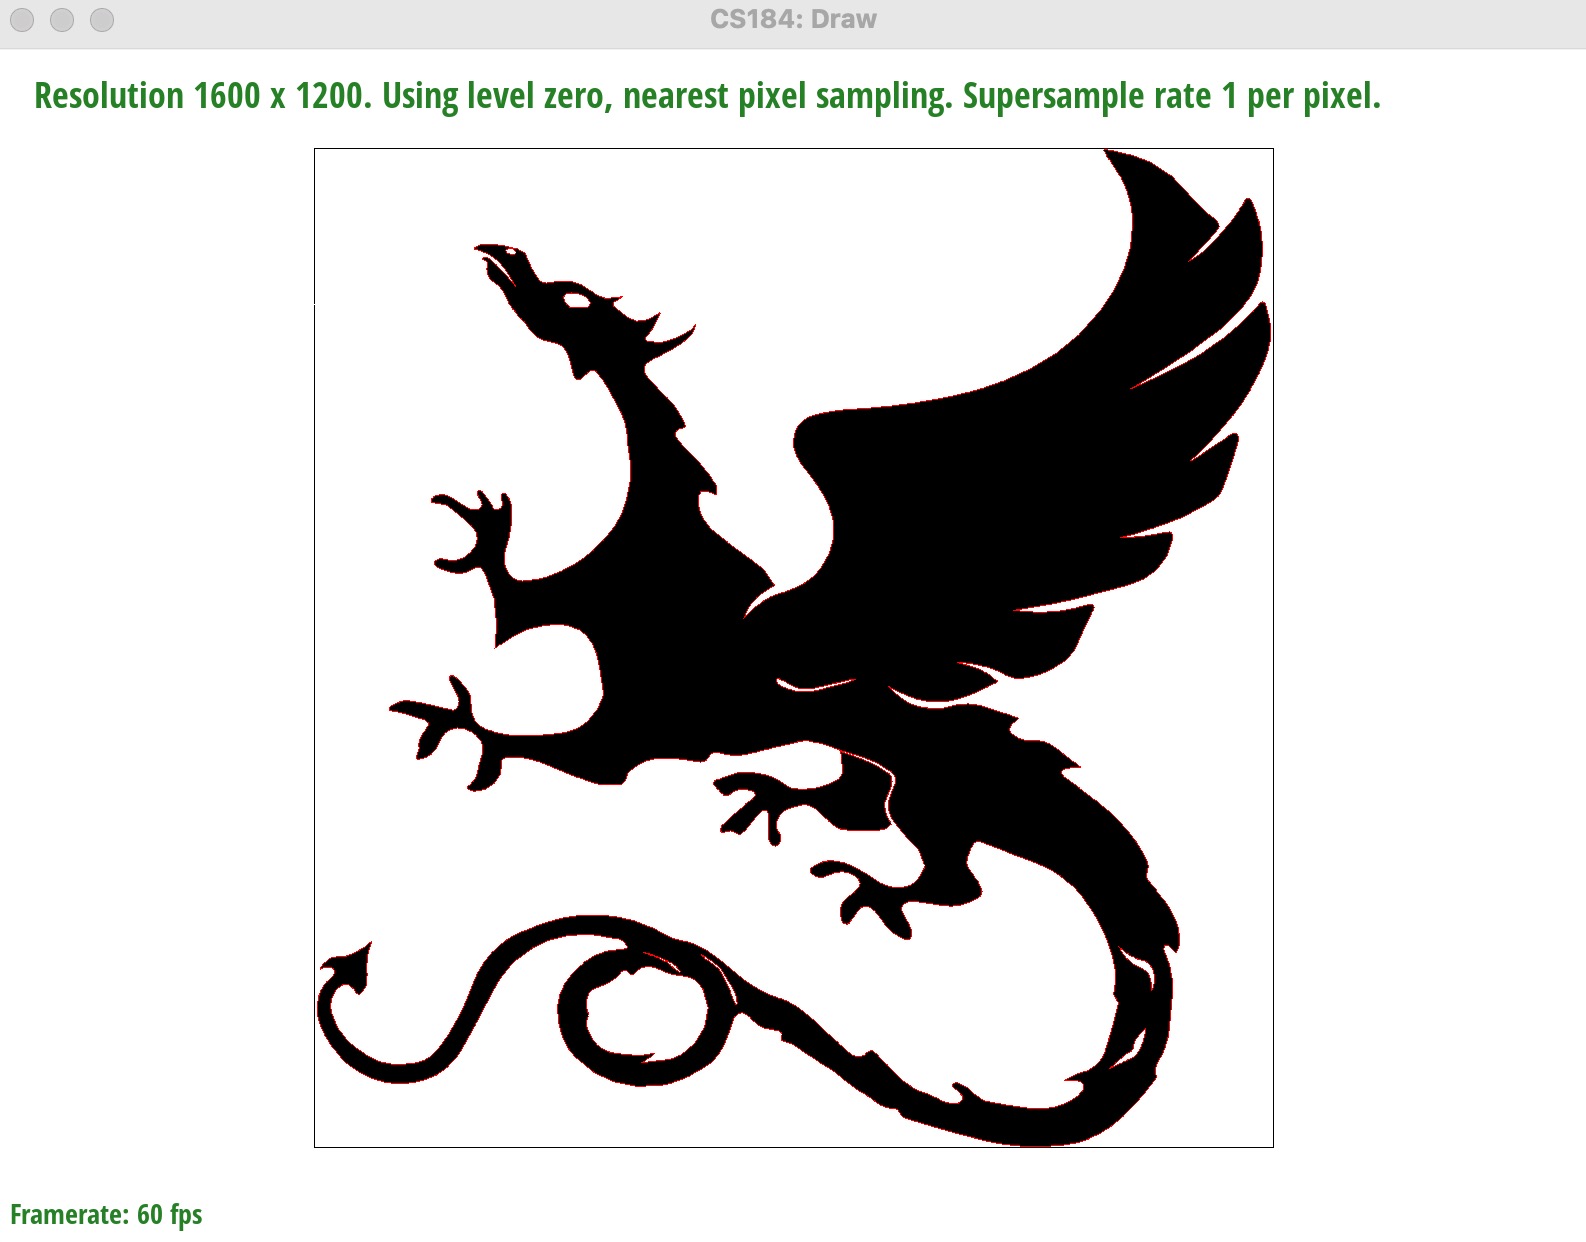 CS184: Draw
Resolution 1600 x 1200. Using level zero, nearest pixel sampling. Supersample rate 1 per pixel.
Framerate: 60 fps